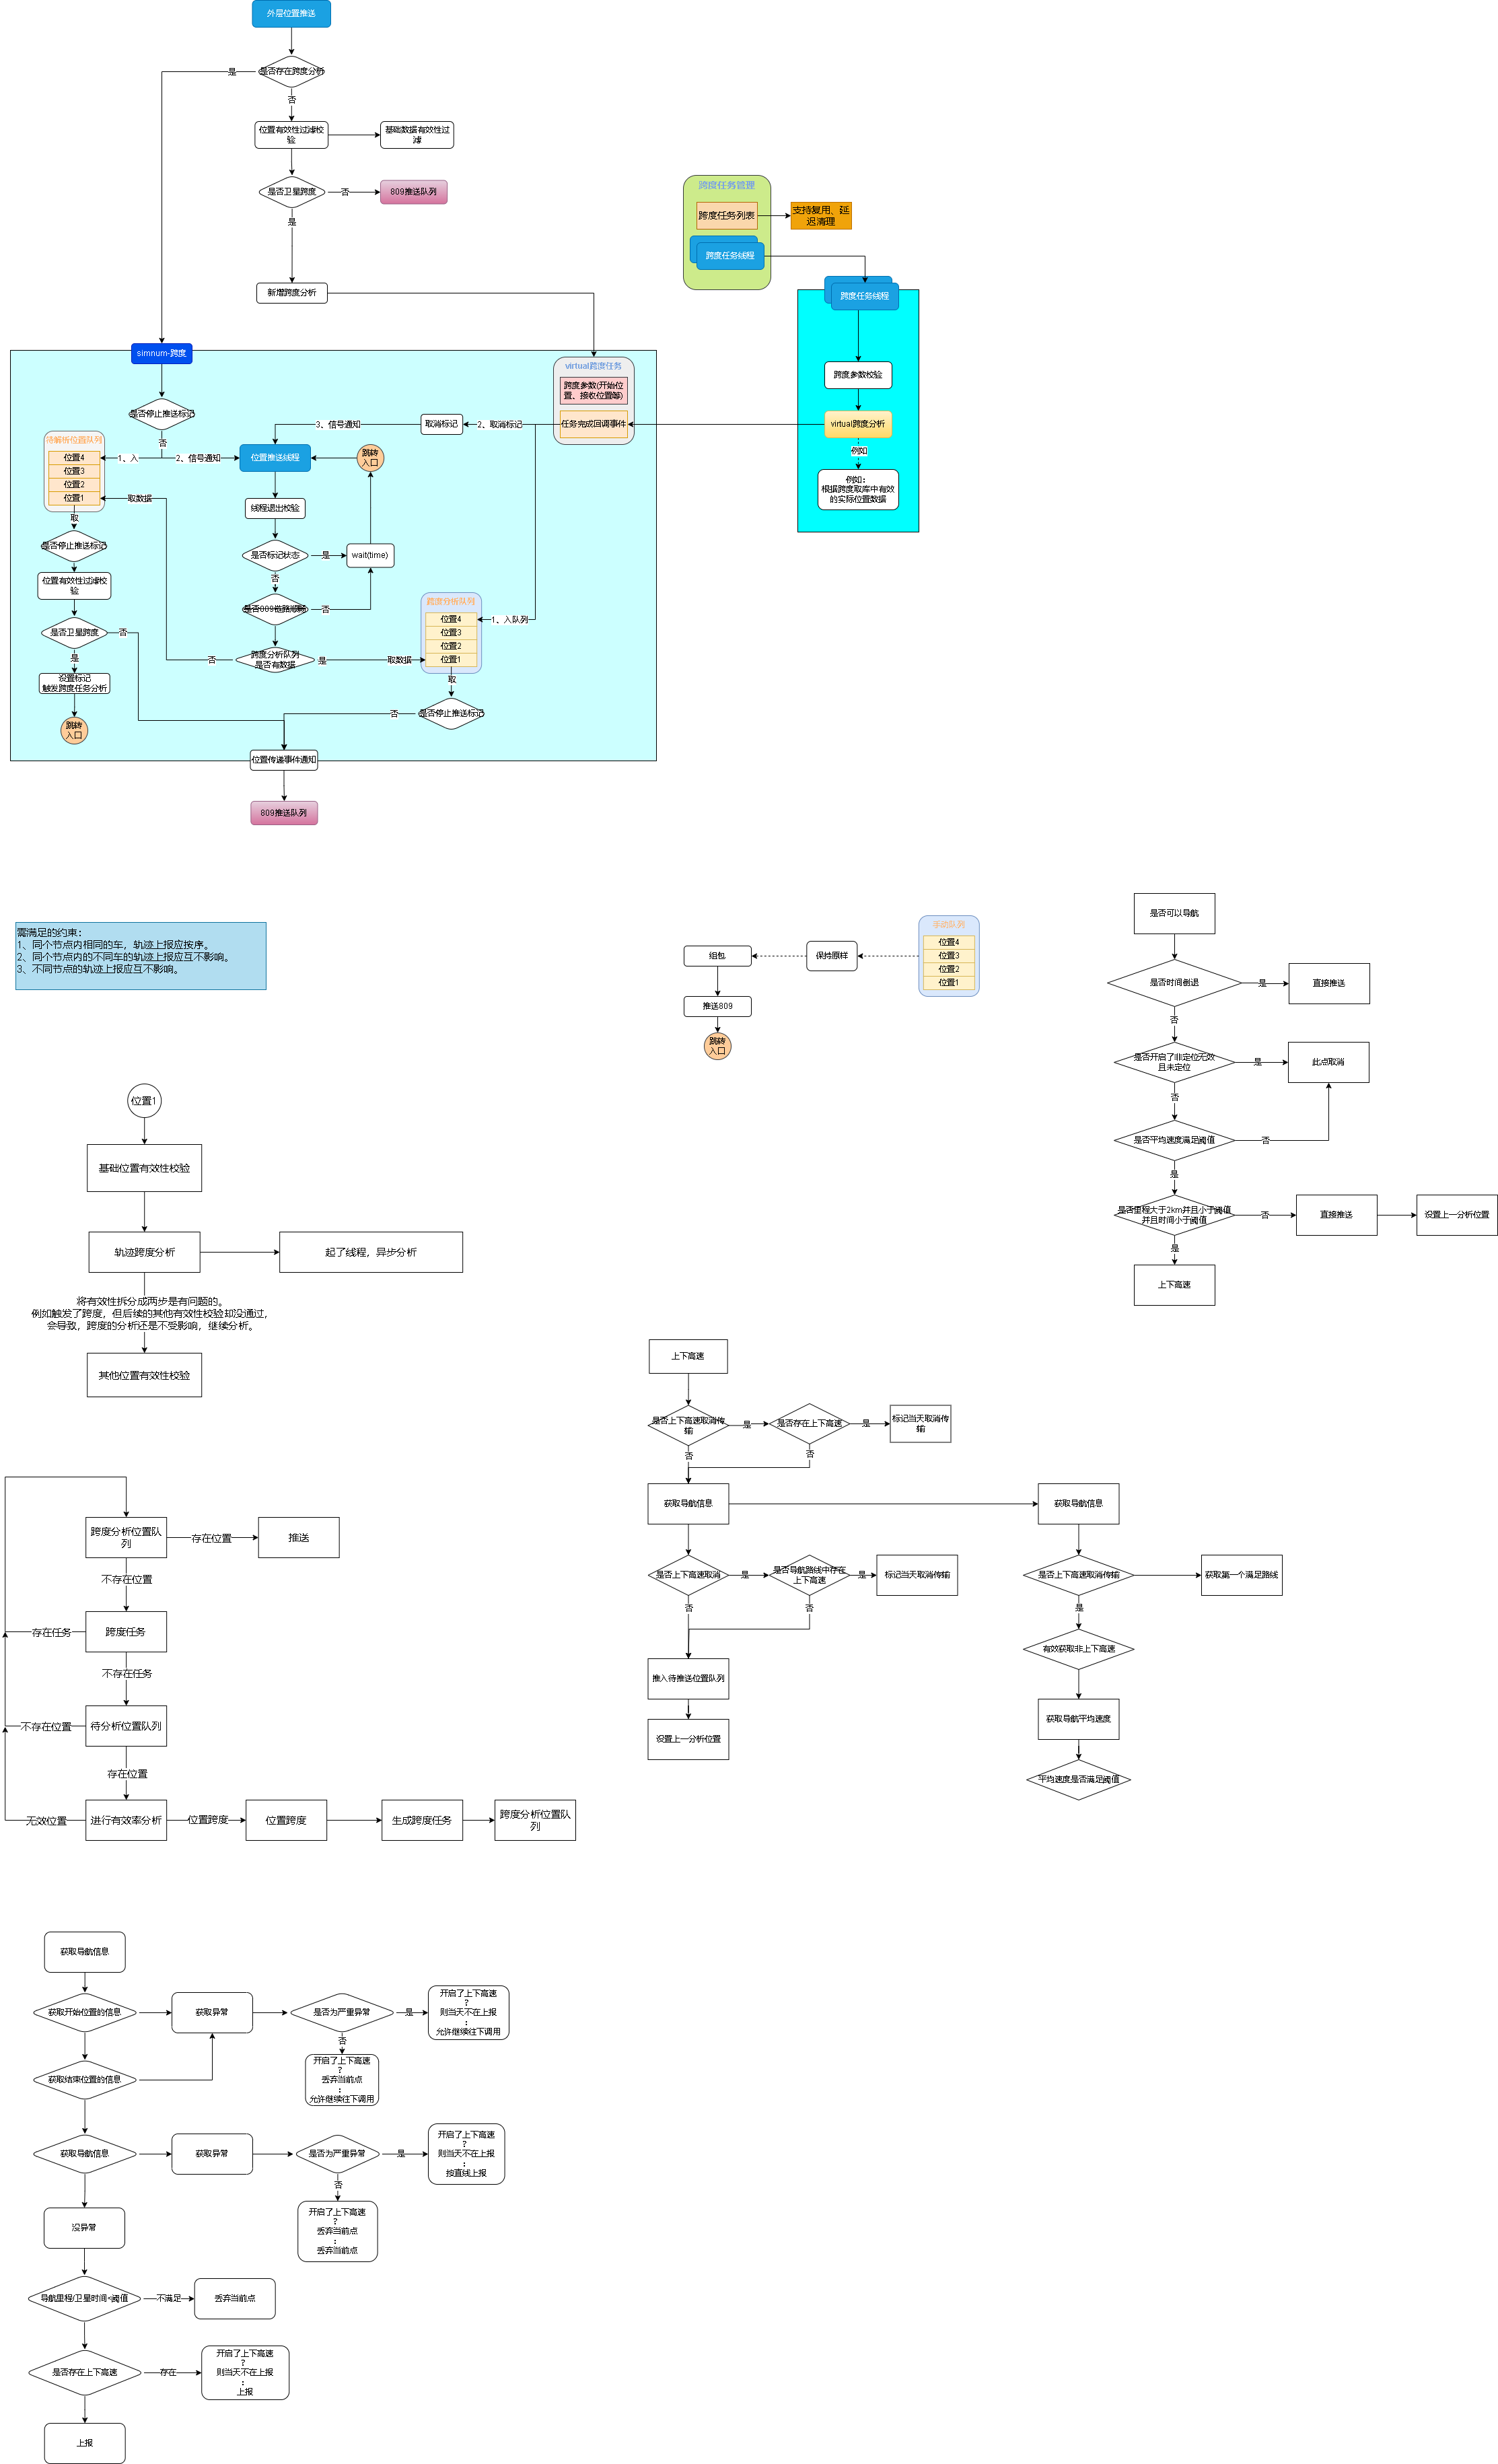 外层位置推送
是否存在跨度分析
是
否
位置有效性过滤校
验
基础数据有效性过
滤
是否卫星跨度
否
809推送队列
是
新增跨度分析
跨度任务管理
跨度任务列表
支持复用、延
迟清理
跨度任务线程
跨度任务线程
跨度参数校验
virtual跨度分析
例如
例如：
根据跨度取库中有效
的实际位置数据
simnum-跨度
是否停止推送标记
否
virtual跨度任务
跨度参数(开始位
置、接收位置等)
任务完成回调事件
2、取消标记
取消标记
3、信号通知
待解析位置队列
位置4
位置3
位置2
位置1
1、入
2、信号通知
位置推送线程
跳转
入口
取数据
线程退出校验
取
是否停止推送标记
是否标记状态
是
wait(time)
否
位置有效性过滤校
验
是否809链路顺畅
否
跨度分析队列
位置4
位置3
位置2
位置1
1、入队列
是否卫星跨度
否
是
跨度分析队列
是否有数据
否
是
取数据
取
设置标记
触发跨度任务分析
跳转
入口
是否停止推送标记
否
位置传递事件通知
809推送队列
需满足的约束：
1、同个节点内相同的车，轨迹上报应按序。
2、同个节点内的不同车的轨迹上报应互不影响。
3、不同节点的轨迹上报应互不影响。
组包
保持原样
手动队列
位置4
位置3
位置2
位置1
推送809
跳转
入口
是否可以导航
是否时间倒退
是
直接推送
否
是否开启了非定位无效
且未定位
是
此点取消
否
是否平均速度满足阈值
否
是
是否里程大于2km并且小于阈值
并且时间小于阈值
否
直接推送
设置上一分析位置
是
上下高速
位置1
基础位置有效性校验
轨迹跨度分析
起了线程，异步分析
将有效性拆分成两步是有问题的。
例如触发了跨度，但后续的其他有效性校验却没通过，
会导致，跨度的分析还是不受影响，继续分析。
其他位置有效性校验
上下高速
是否上下高速取消传
输
是
是否存在上下高速
是
标记当天取消传
输
否
否
获取导航信息
获取导航信息
是否上下高速取消
是
是否导航路线中存在
上下高速
是
标记当天取消传输
否
否
是否上下高速取消传输
获取第一个满足路线
是
有效获取非上下高速
推入待推送位置队列
获取导航平均速度
设置上一分析位置
平均速度是否满足阈值
跨度分析位置队
列
存在位置
推送
不存在位置
跨度任务
存在任务
不存在任务
待分析位置队列
不存在位置
存在位置
进行有效率分析
无效位置
位置跨度
位置跨度
生成跨度任务
跨度分析位置队
列
获取导航信息
获取开始位置的信息
获取异常
是否为严重异常
是
开启了上下高速
?
则当天不在上报
:
允许继续往下调用
否
开启了上下高速
?
丢弃当前点
:
允许继续往下调用
获取结束位置的信息
获取导航信息
获取异常
是否为严重异常
是
开启了上下高速
?
则当天不在上报
:
按直线上报
否
开启了上下高速
?
丢弃当前点
:
丢弃当前点
没异常
导航里程/卫星时间<阈值
不满足
丢弃当前点
是否存在上下高速
存在
开启了上下高速
?
则当天不在上报
:
上报
上报